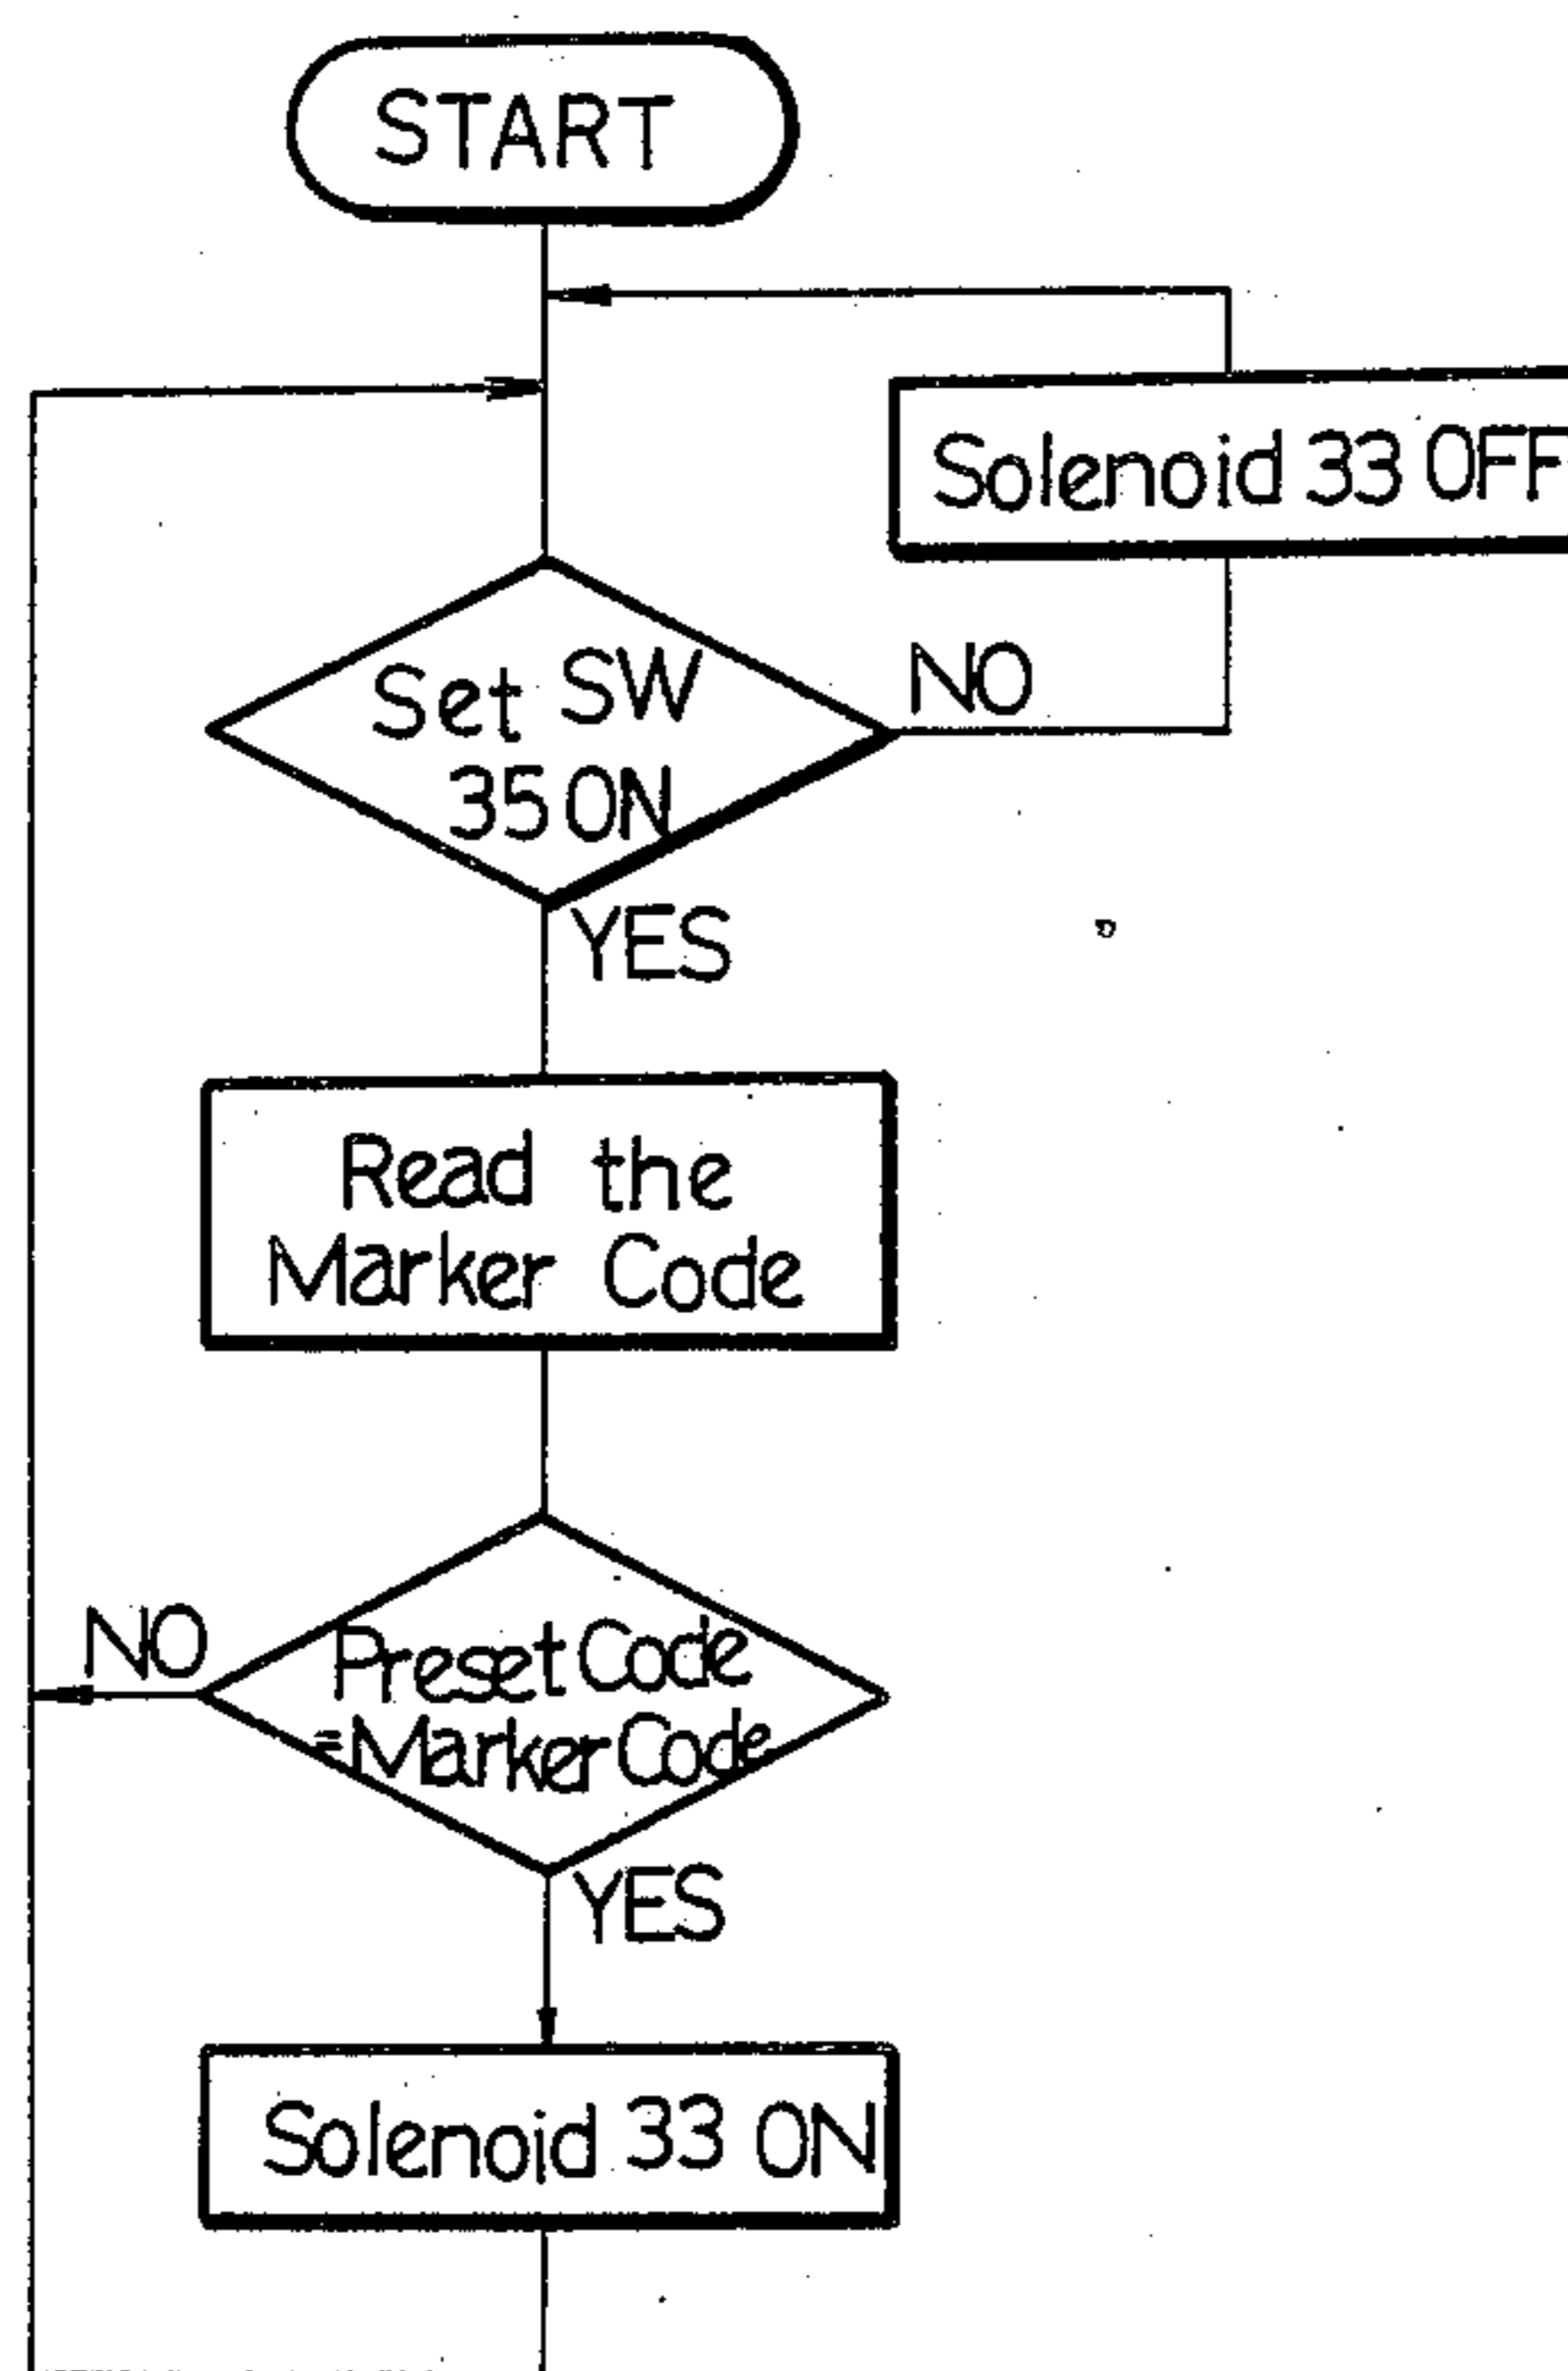 START
Solenoid 33 OFF
Set SW
35 ON
NO
YES
Read the
Marker Code
NO
Preset Code
=Marker Code
YES
Solenoid 33 ON